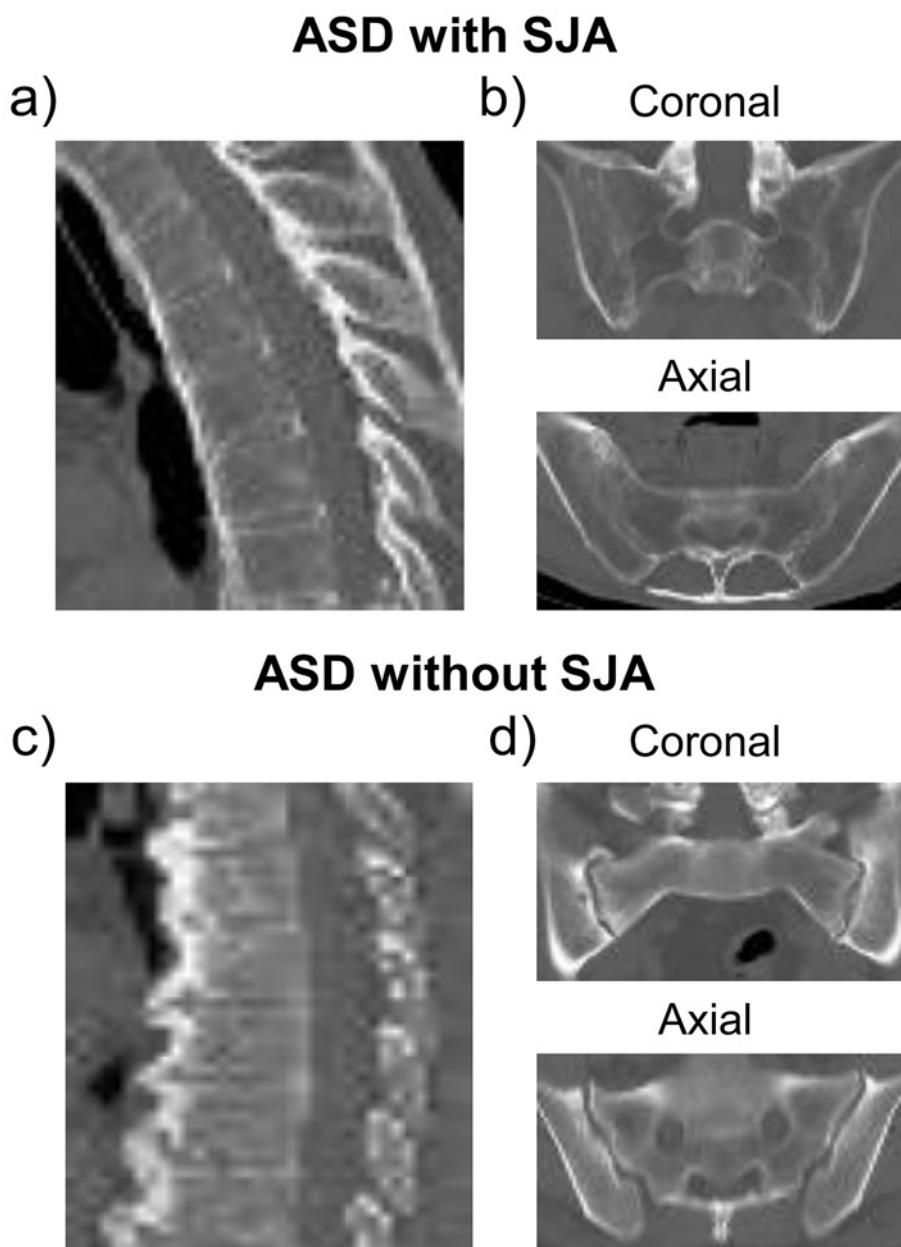 ASD with SJA
a)
b)
Coronal
Axial
ASD without SJA
c)
d)
Coronal
Axial